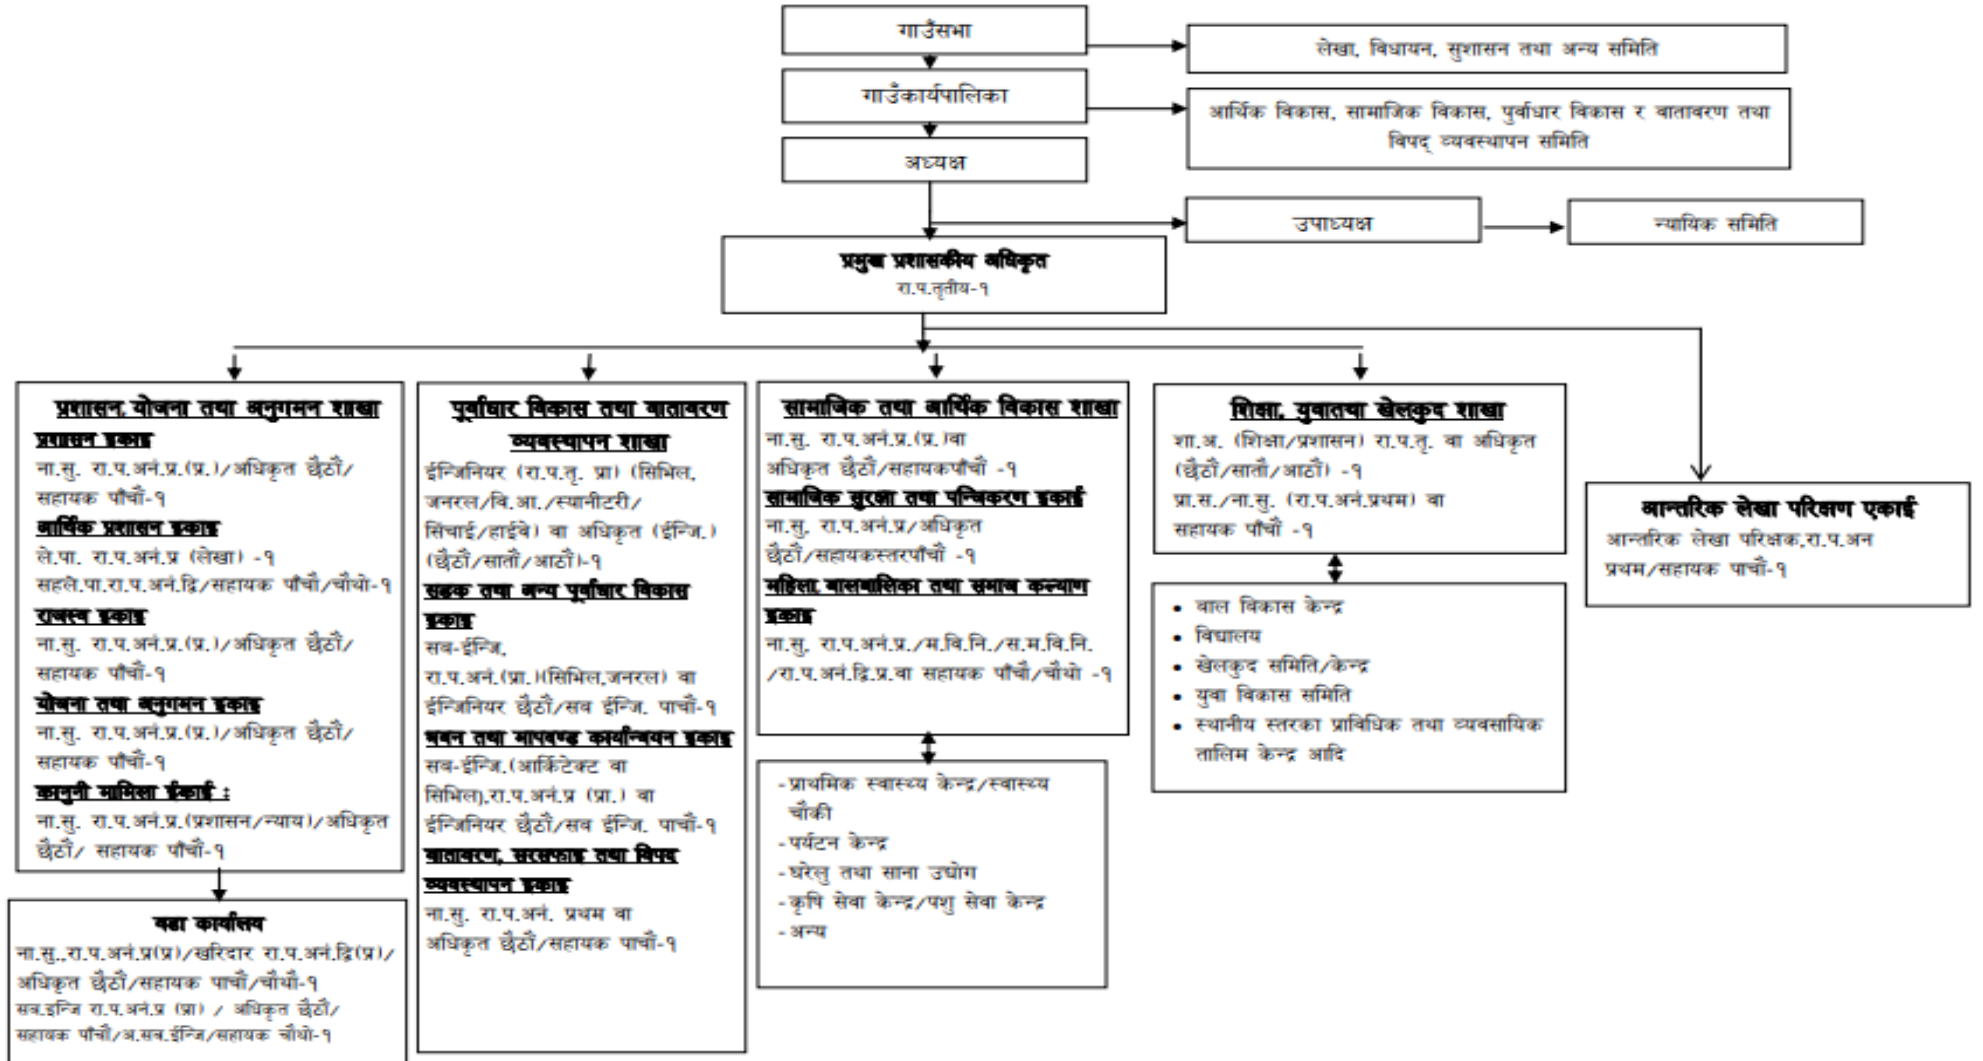 गाउँसभा
लेखा, विधायन, सुशासन तथा अन्य समिति
गाउँकार्यपालिका
आर्थिक विकास, सामाजिक विकास, पुर्वाधार विकास र वातावरण तथा
विपद् व्यवस्थापन समिति
अध्यक्ष
उपाध्यक्ष
न्यायिक समिति
प्रमुख प्रशासकीय अधिकृत
रा.प.तृतीय-१
प्रशासन, योजना तथा अनुगमन शाखा
प्रशासन इकाइ
ना.सु. रा.प.अनं.प्र.(प्र.)/अधिकृत छैठौं/
सहायक पाँचौं-१
आर्थिक प्रशासन इकाइ
ले.पा. रा.प.अनं.प्र (लेखा) -१
सहले.पा.रा.प.अनं.द्वि/सहायक पाँचौं/चौथो-१
राजस्व इकाइ
ना.सु. रा.प.अनं.प्र.(प्र.)/अधिकृत छैठौं/
सहायक पाँचौं-१
योजना तथा अनुगमन इकाइ
ना.सु. रा.प.अनं.प्र.(प्र.)/अधिकृत छैठौं/
सहायक पाँचौं-१
कानुनी मामिला ईकाई :
ना.सु. रा.प.अनं.प्र.(प्रशासन/न्याय)/अधिकृत
छैठौं/ सहायक पाँचौं-१
वडा कार्यालय
ना.सु.,रा.प.अनं.प्र(प्र)/खरिदार रा.प.अनं.द्वि(प्र)/
अधिकृत छैठौं/सहायक पाचौं/चौथौ-१
सव.इन्जि रा.प.अनं.प्र (प्रा) / अधिकृत छैठौं/
सहायक पाँचौं/अ.सव.ईन्जि/सहायक चौथो-१
पूर्वाधार विकास तथा वातावरण
व्यवस्थापन शाखा
ईन्जिनियर (रा.प.तृ. प्रा) (सिभिल,
जनरल/वि.आ./स्यानीटरी/
सिंचाई/हाईवे) वा अधिकृत (ईन्जि.)
(छैठौं/सातौं/आठौं)-१
सडक तथा अन्य पूर्वाधार विकास
इकाइ
सब-ईन्जि,
रा.प.अनं.(प्रा.)(सिभिल,जनरल) वा
ईन्जिनियर छैठौं/सव ईन्जि. पाचौं-१
भवन तथा मापदण्ड कार्यान्वयन इकाइ
सब-ईन्जि.(आर्किटेक्ट वा
सिभिल),रा.प.अनं.प्र (प्रा.) वा
ईन्जिनियर छैठौं/सव ईन्जि. पाचौं-१
वातावरण, सरसफाइ तथा विपद
व्यवस्थापन इकाइ
ना.सु. रा.प.अनं. प्रथम वा
अधिकृत छैठौं/सहायक पाचौं-१
सामाजिक तथा आर्थिक विकास शाखा
ना.सु. रा.प.अनं.प्र.(प्र.)वा
अधिकृत छैठौं/सहायकपाँचौं -१
सामाजिक सुरक्षा तथा पन्जिकरण इकाई
ना.सु. रा.प.अनं.प्र/अधिकृत
छैठौं/सहायकस्तरपाँचौं -१
महिला, बालबालिका तथा समाज कल्याण
इकाइ
ना.सु. रा.प.अनं.प्र./म.वि.नि./स.म.वि.नि.
/रा.प.अनं.द्वि.प्र.वा सहायक पाँचौं/चौथो -१
-प्राथमिक स्वास्थ्य केन्द्र/स्वास्थ्य
चौकी
-पर्यटन केन्द्र
-घरेलु तथा साना उद्योग
-कृषि सेवा केन्द्र/पशु सेवा केन्द्र
-अन्य
शिक्षा, युवातथा खेलकुद शाखा
शा.अ. (शिक्षा/प्रशासन) रा.प.तृ. वा अधिकृत
(छैठौं/सातौं/आठौं) -१
प्रा.स./ना.सु. (रा.प.अनं.प्रथम) वा
सहायक पाँचौं -१
• वाल विकास केन्द्र
• विद्यालय
• खेलकुद समिति/केन्द्र
• युवा विकास समिति
• स्थानीय स्तरका प्राविधिक तथा व्यवसायिक
तालिम केन्द्र आदि
आन्तरिक लेखा परिक्षण एकाई
आन्तरिक लेखा परिक्षक,रा.प.अन
प्रथम/सहायक पाचौं-१